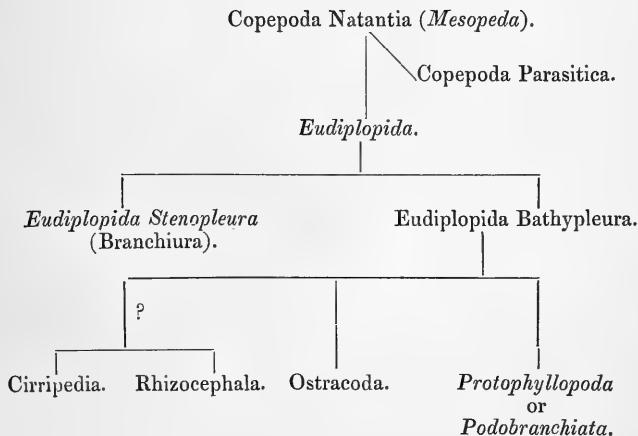 Copepoda Natantia (Mesopeda).
Copepoda Parasitica.
Eudiplopida.
Eudiplopida Stenopleura
(Branchiura).
Eudiplopida Bathypleura.
?
Cirripedia. Rhizocephala. Ostracoda. Protophyllopoda
or
Podobranchiata.